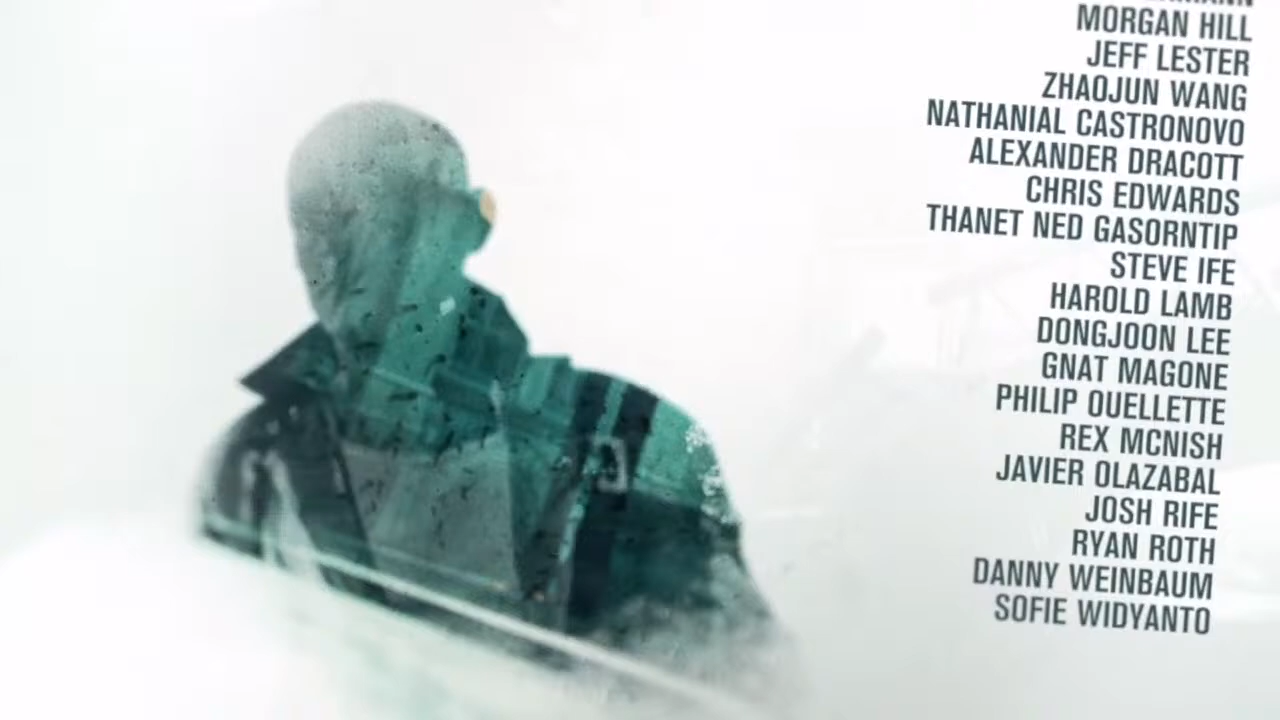 MORGAN HILL
JEFF LESTER
ZHAOJUN WANG
NATHANIAL CASTRONOVO
ALEXANDER DRACOTT
CHRIS EDWARDS
THANET NED GASORNTIP
STEVE IFE
HAROLD LAMB
DONGJOON LEE
GNAT MAGONE
PHILIP OUELLETTE
REX MCNISH
JAVIER OLAZABAL
JOSH RIFE
RYAN ROTH
DANNY WEINBAUM
SOFIE WIDYANTO